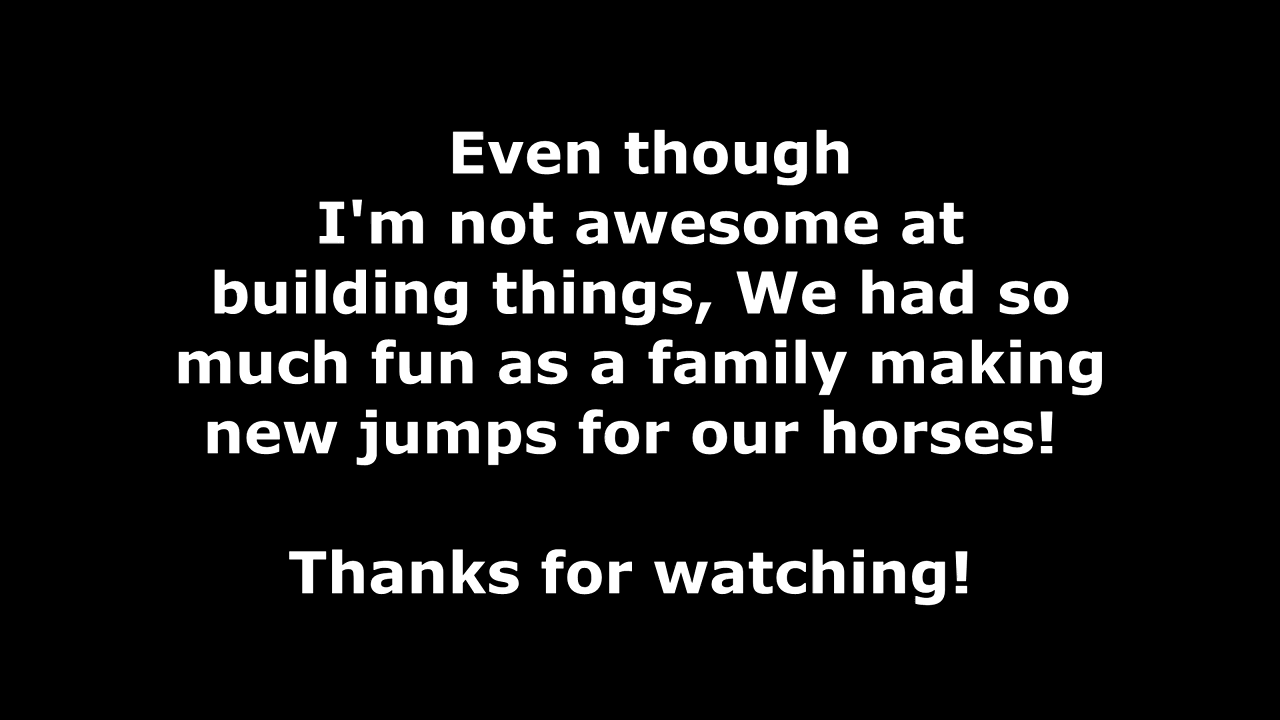 Even though
I'm not awesome at
building things, We had so
much fun as a family making
new jumps for our horses!
Thanks for watching!